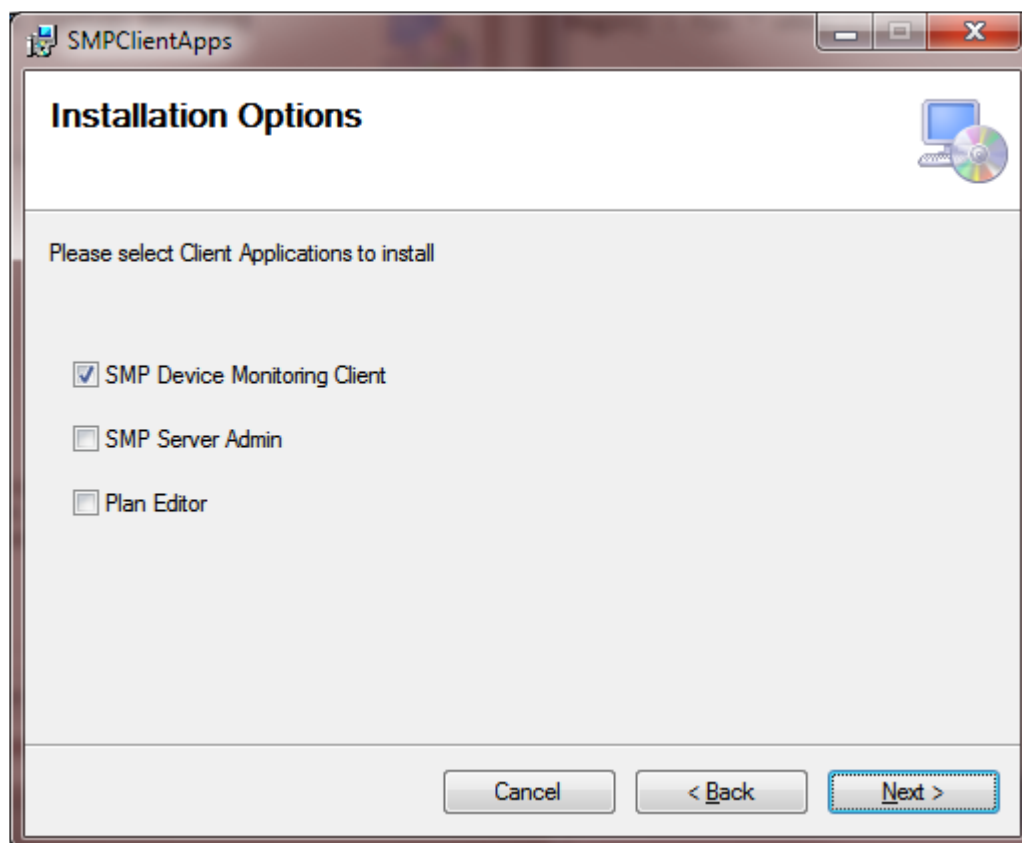 SMPClientApps
Installation Options
Please select Client Applications to install
SMP Device Monitoring Client
SMP Server Admin
Plan Editor
Cancel
< Back
Next >